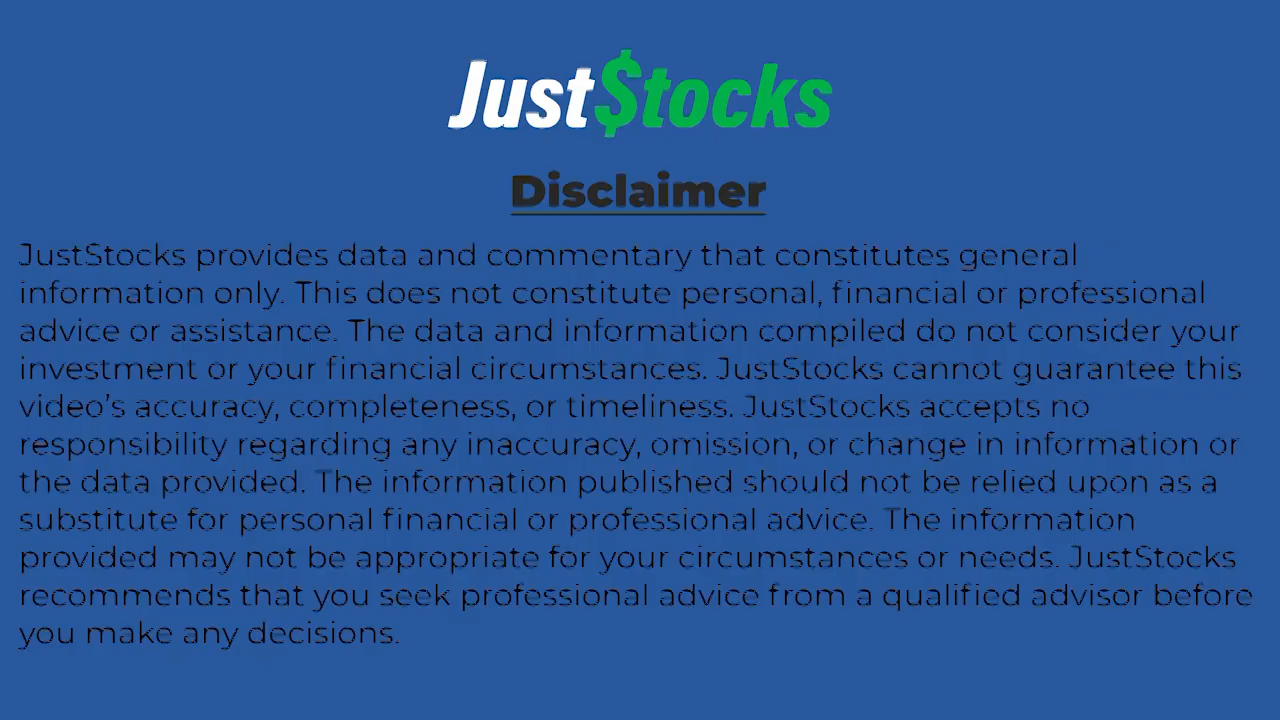 Just$tocks
Disclaimer
JustStocks provides data and commentary that constitutes general
information only. This does not constitute personal, financial or professional
advice or assistance. The data and information compiled do not consider your
investment or your financial circumstances. JustStocks cannot guarantee this
video's accuracy, completeness, or timeliness. JustStocks accepts no
responsibility regarding any inaccuracy, omission, or change in information or
the data provided. The information published should not be relied upon as a
substitute for personal financial or professional advice. The information
provided may not be appropriate for your circumstances or needs. JustStocks
recommends that you seek professional advice from a qualified advisor before
you make any decisions.